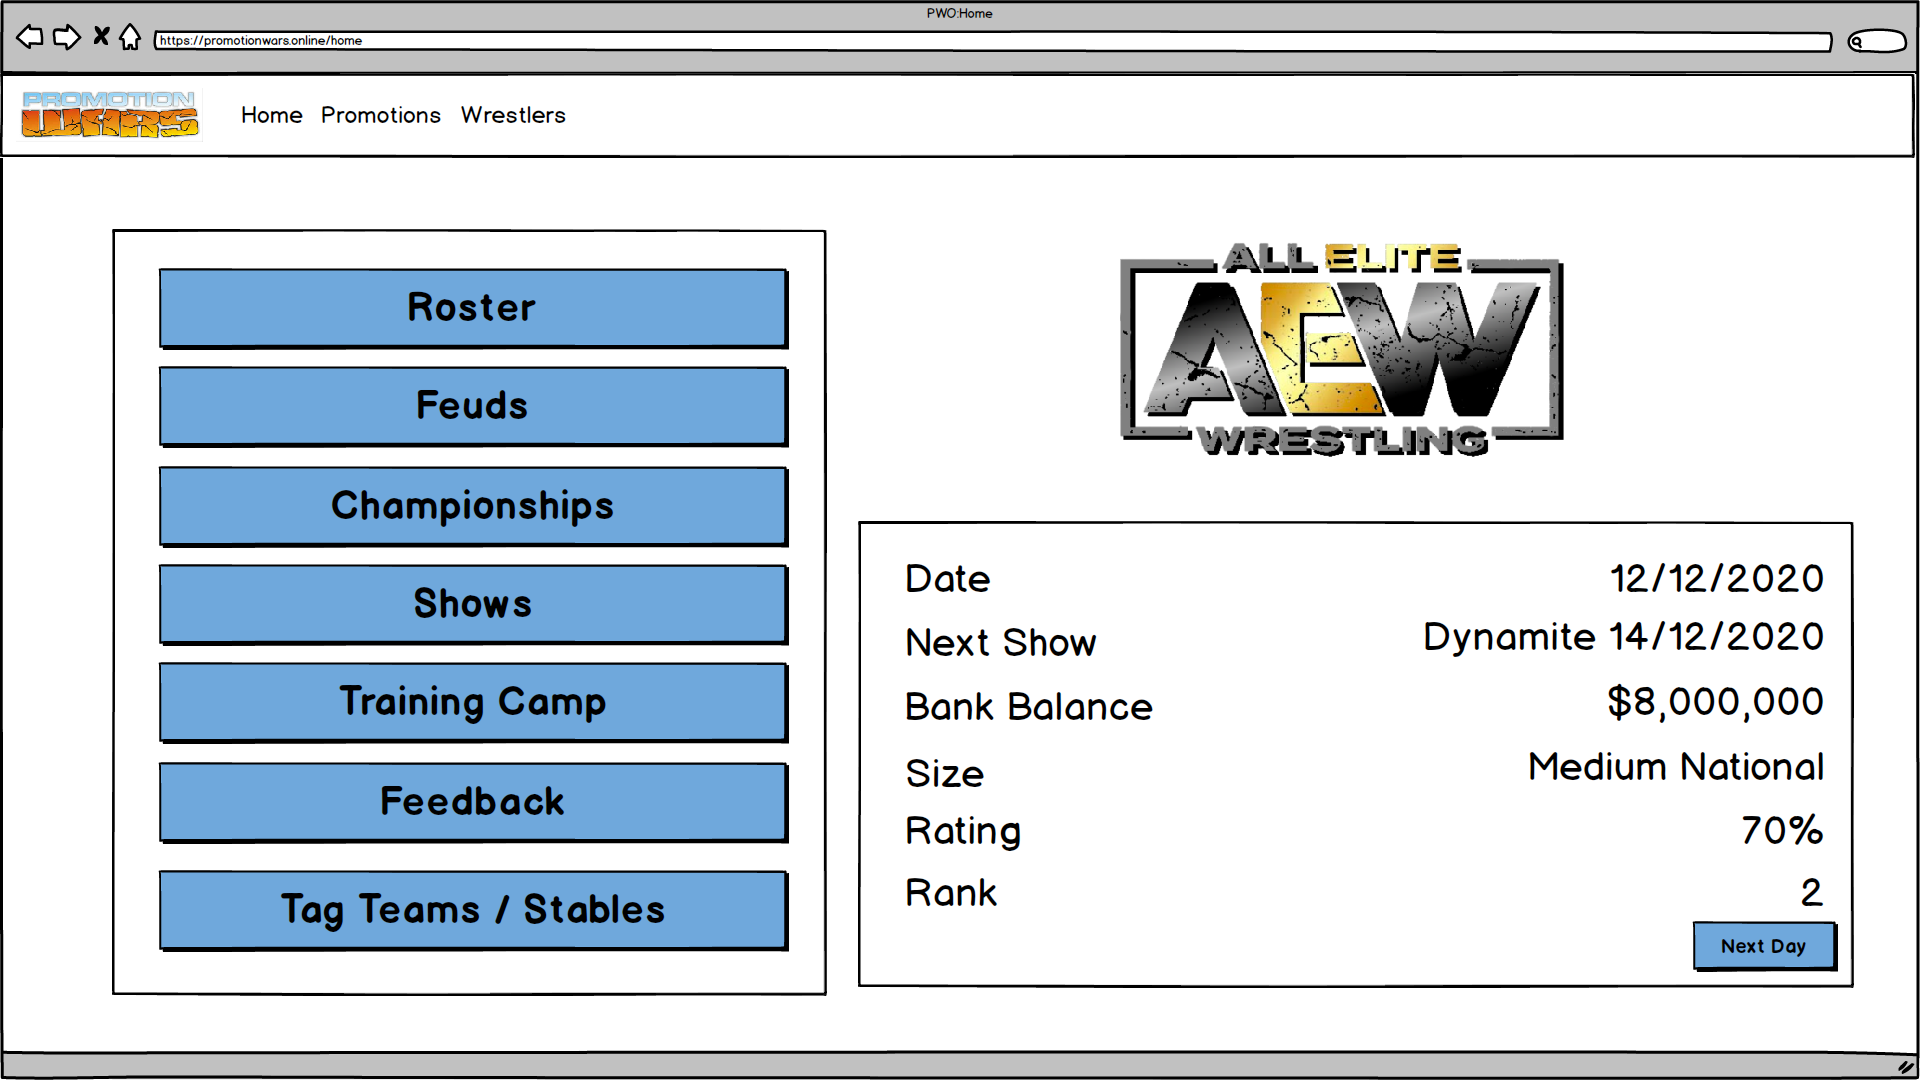 PWO:Home
https://promotionwars.online/home
PROMOTION
WARS
Home Promotions Wrestlers
Roster
Feuds
Championships
Shows
Training Camp
Feedback
Tag Teams / Stables
ALL ELITE
AEW
WRESTLING
Date 12/12/2020
Next Show Dynamite 14/12/2020
Bank Balance $8,000,000
Size Medium National
Rating 70%
Rank 2
Next Day